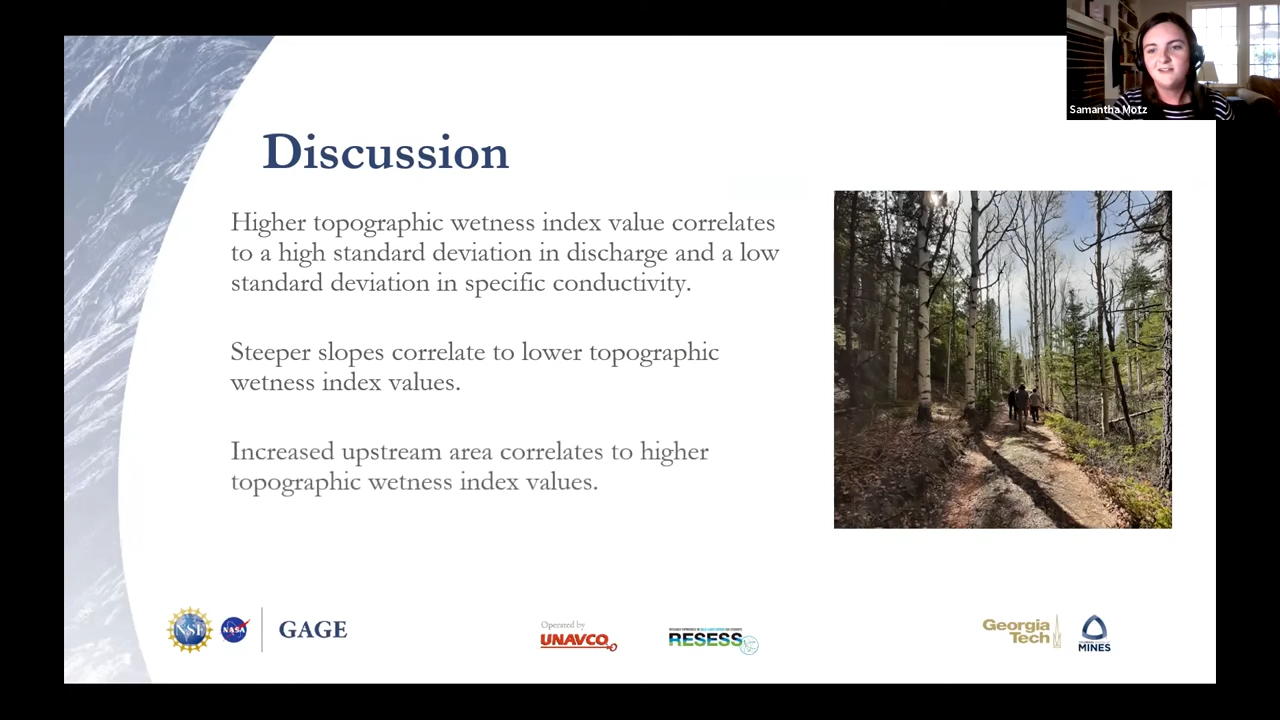 Samantha Motz
Discussion
Higher topographic wetness index value correlates
to a high standard deviation in discharge and a low
standard deviation in specific conductivity.
Steeper slopes correlate to lower topographic
wetness index values.
Increased upstream area correlates to higher
topographic wetness index values.
NSF
NASA
GAGE
Operated by
UNAVCO
RESESS
Georgia
Tech
MINES